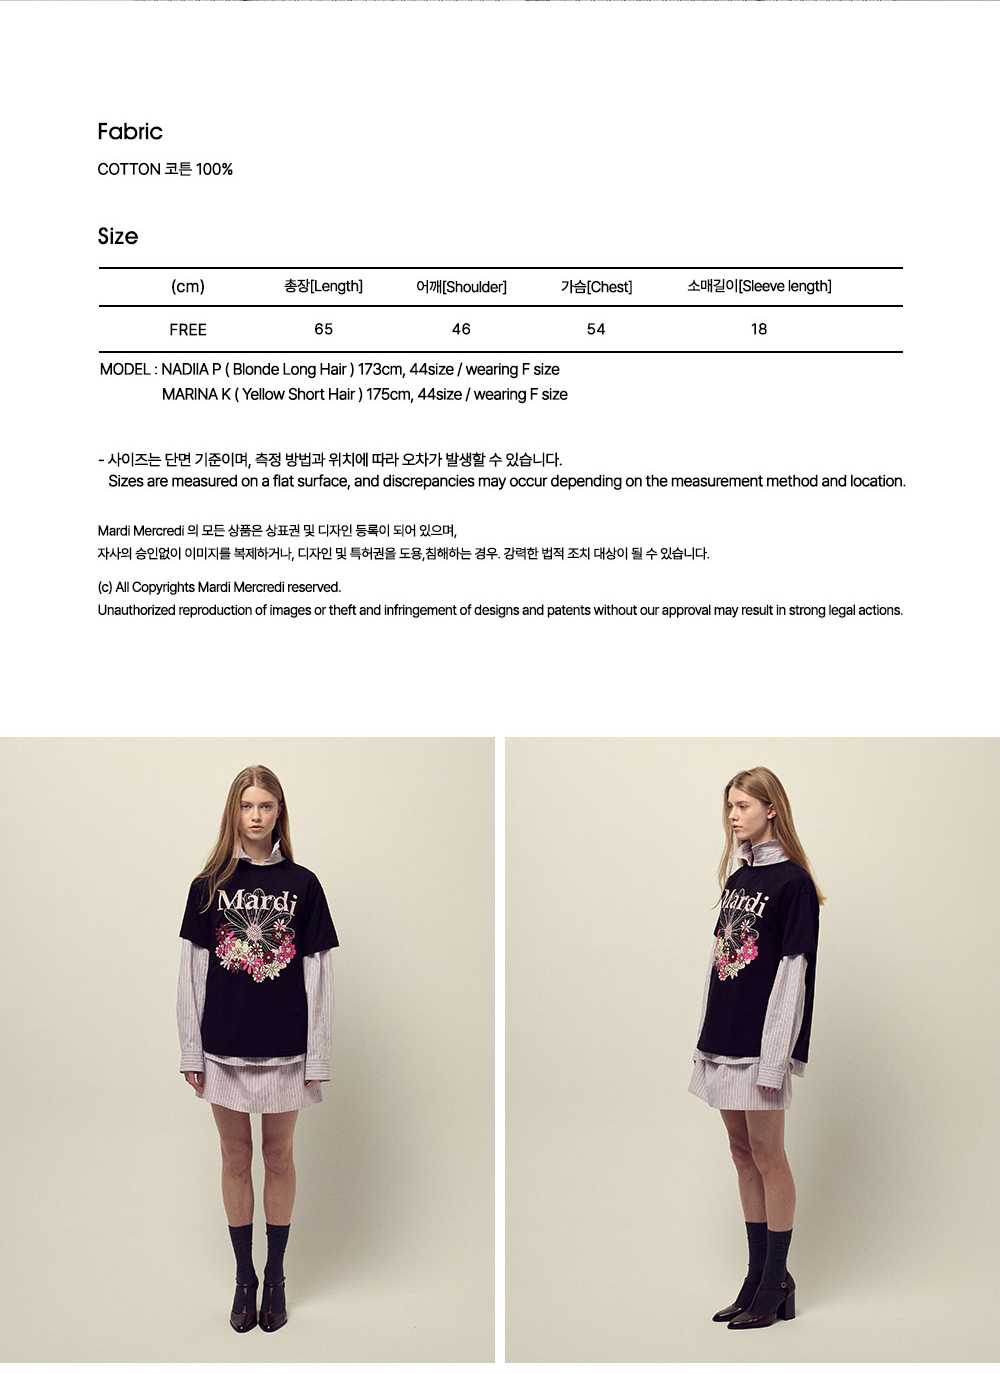 Fabric
COTTON 코튼 100%
Size
(cm) 총장[Length] 어깨[Shoulder] 가슴[Chest] 소매길이[Sleeve length]
FREE 65 46 54 18
MODEL : NADIIA P ( Blonde Long Hair ) 173cm, 44size / wearing F size
MARINA K ( Yellow Short Hair ) 175cm, 44size / wearing F size
- 사이즈는 단면 기준이며, 측정 방법과 위치에 따라 오차가 발생할 수 있습니다.
Sizes are measured on a flat surface, and discrepancies may occur depending on the measurement method and location.
Mardi Mercredi 의 모든 상품은 상표권 및 디자인 등록이 되어 있으며,
자사의 승인없이 이미지를 복제하거나, 디자인 및 특허권을 도용,침해하는 경우. 강력한 법적 조치 대상이 될 수 있습니다.
(c) All Copyrights Mardi Mercredi reserved.
Unauthorized reproduction of images or theft and infringement of designs and patents without our approval may result in strong legal actions.
Mardi
Mardi